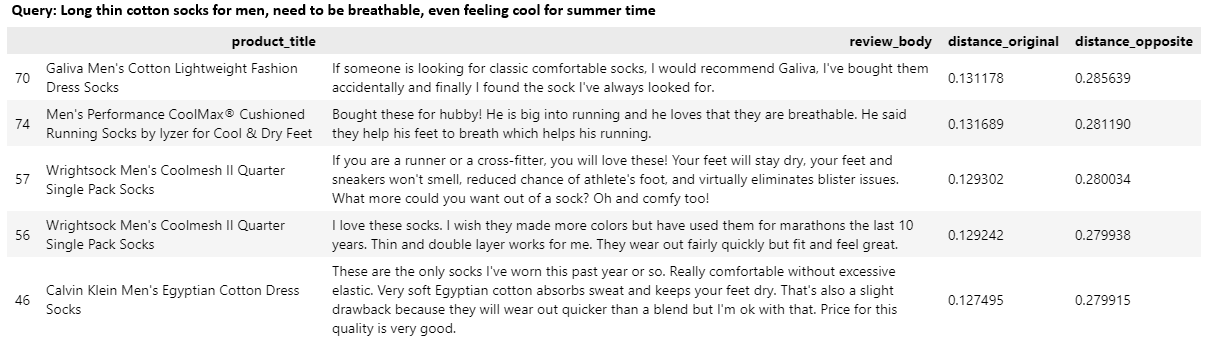 Query: Long thin cotton socks for men, need to be breathable, even feeling cool for summer time
product_title review_body distance_original distance_opposite
70 Galiva Men's Cotton Lightweight Fashion Dress Socks If someone is looking for classic comfortable socks, I would recommend Galiva, I've bought them accidentally and finally I found the sock I've always looked for. 0.131178 0.285639
74 Men's Performance CoolMax® Cushioned Running Socks by lyzer for Cool & Dry Feet Bought these for hubby! He is big into running and he loves that they are breathable. He said they help his feet to breath which helps his running. 0.131689 0.281190
57 Wrightsock Men's Coolmesh II Quarter Single Pack Socks If you are a runner or a cross-fitter, you will love these! Your feet will stay dry, your feet and sneakers won't smell, reduced chance of athlete's foot, and virtually eliminates blister issues. What more could you want out of a sock? Oh and comfy too! 0.129302 0.280034
56 Wrightsock Men's Coolmesh II Quarter Single Pack Socks I love these socks. I wish they made more colors but have used them for marathons the last 10 years. Thin and double layer works for me. They wear out fairly quickly but fit and feel great. 0.129242 0.279938
46 Calvin Klein Men's Egyptian Cotton Dress Socks These are the only socks I've worn this past year or so. Really comfortable without excessive elastic. Very soft Egyptian cotton absorbs sweat and keeps your feet dry. That's also a slight drawback because they will wear out quicker than a blend but I'm ok with that. Price for this quality is very good. 0.127495 0.279915